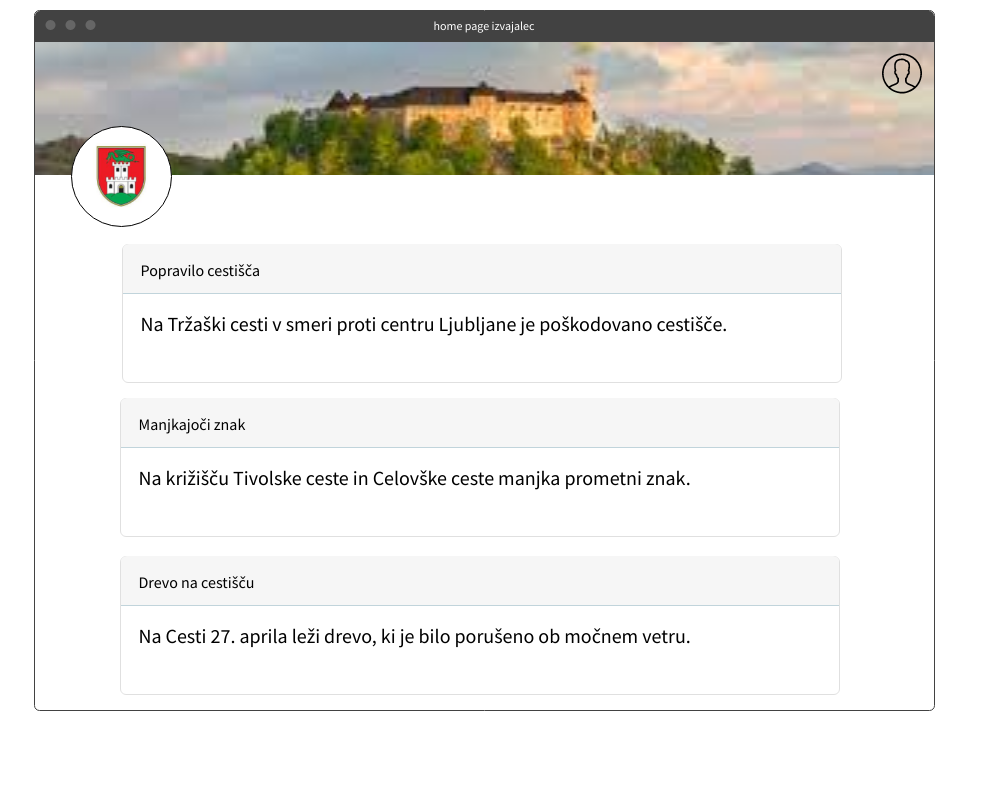 home page izvajalec
Popravilo cestišča
Na Tržaški cesti v smeri proti centru Ljubljane je poškodovano cestišče.
Manjkajoči znak
Na križišču Tivolske ceste in Celovške ceste manjka prometni znak.
Drevo na cestišču
Na Cesti 27. aprila leži drevo, ki je bilo porušeno ob močnem vetru.